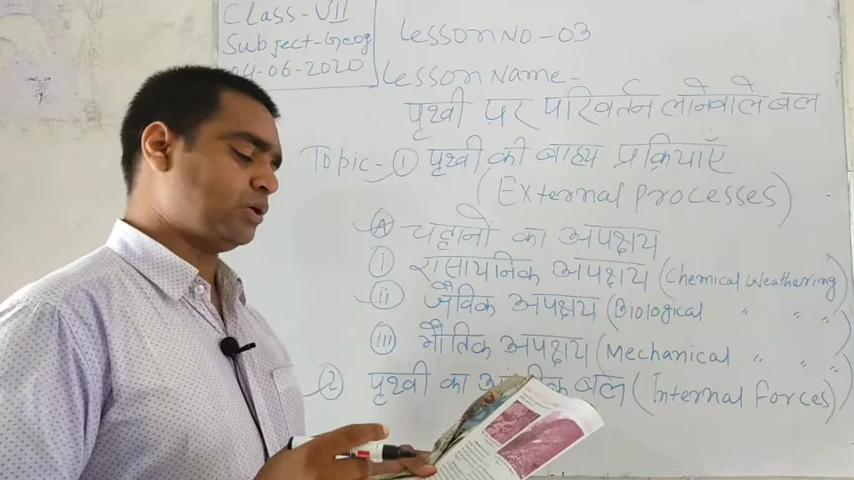 Class-VII
Subject-Geog
04-06-2020
Lesson No-03
Lesson Name-
पृथ्वी पर परिवर्तन लानेवाले बल
Topic- ① पृथ्वी की बाह्य प्रक्रियाएँ
(External Processes)
Ⓐ चट्टानों का अपक्षय
(i) रासायनिक अपक्षय (Chemical Weathering)
(ii) जैविक अपक्षय (Biological " ")
(iii) भौतिक अपक्षय (Mechanical " ")
② पृथ्वी का बल (Internal Forces)